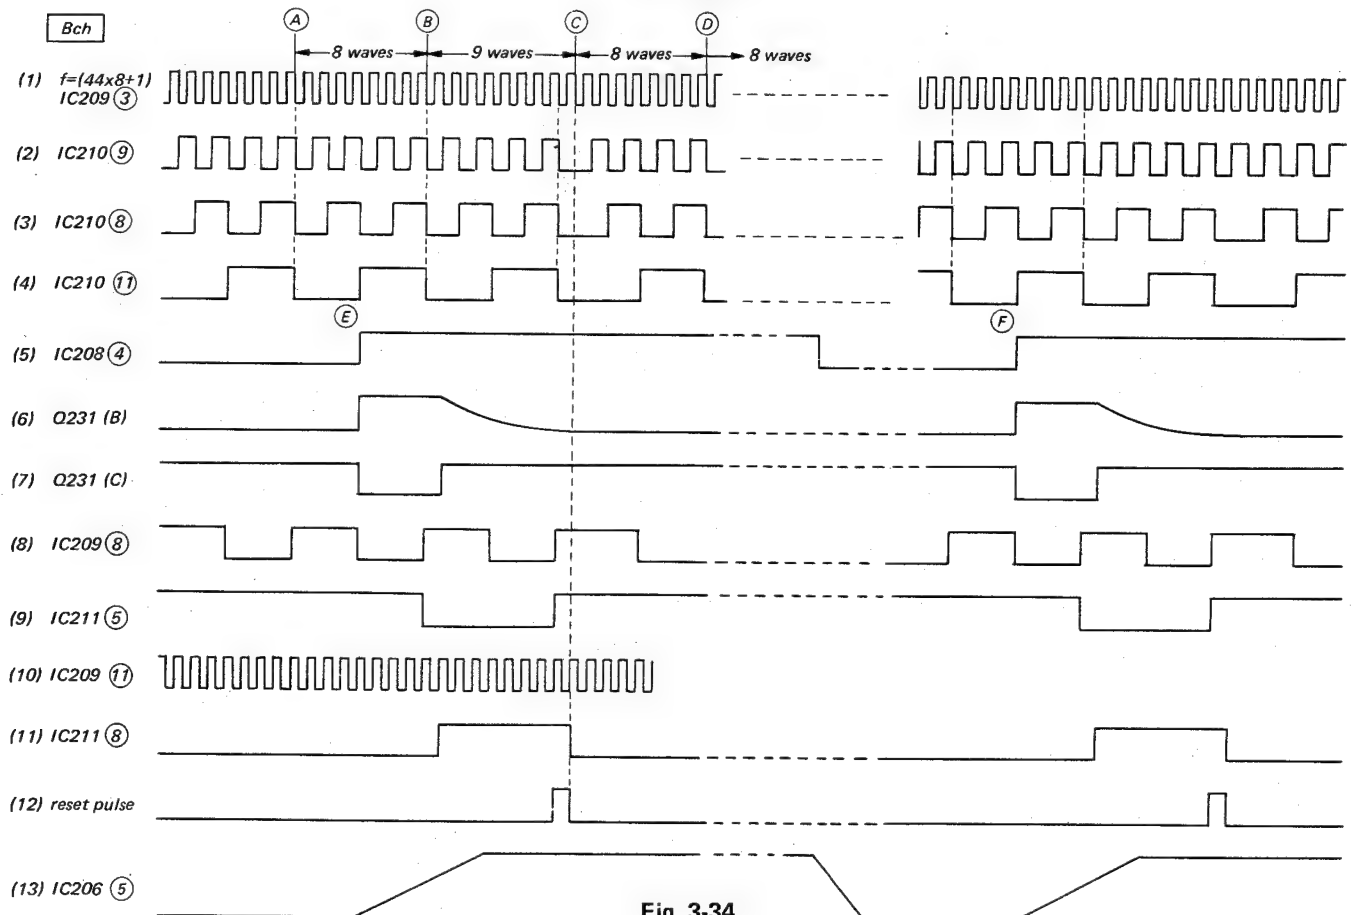 Bch
A B C D
8 waves 9 waves 8 waves 8 waves
(1) f=(44x8+1)
IC209 3
(2) IC210 9
(3) IC210 8
(4) IC210 11
E F
(5) IC208 4
(6) Q231 (B)
(7) Q231 (C)
(8) IC209 8
(9) IC211 5
(10) IC209 11
(11) IC211 8
(12) reset pulse
(13) IC206 5
Fig. 3-34